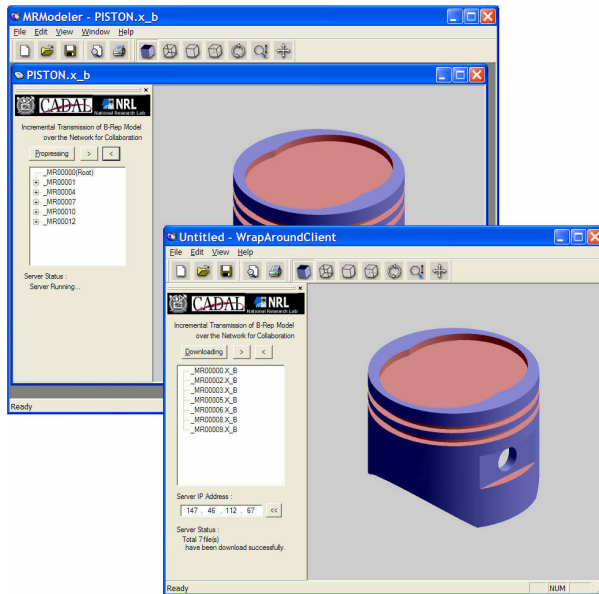 MRModeler - PISTON.x_b
File Edit View Window Help
PISTON.x_b
CADAL NRL
National Research Lab
Incremental Transmission of B-Rep Model
over the Network for Collaboration
Propressing > <
_MR00000(Root)
_MR00001
_MR00004
_MR00007
_MR00010
_MR00012
Server Status :
Server Running...
Ready
Untitled - WrapAroundClient
File Edit View Help
CADAL NRL
National Research Lab
Incremental Transmission of B-Rep Model
over the Network for Collaboration
Downloading > <
_MR00000.X_B
_MR00002.X_B
_MR00003.X_B
_MR00005.X_B
_MR00006.X_B
_MR00008.X_B
_MR00009.X_B
Server IP Address :
147 . 46 . 112 . 67 <<
Server Status :
Total 7 file(s)
have been download successfully.
Ready NUM